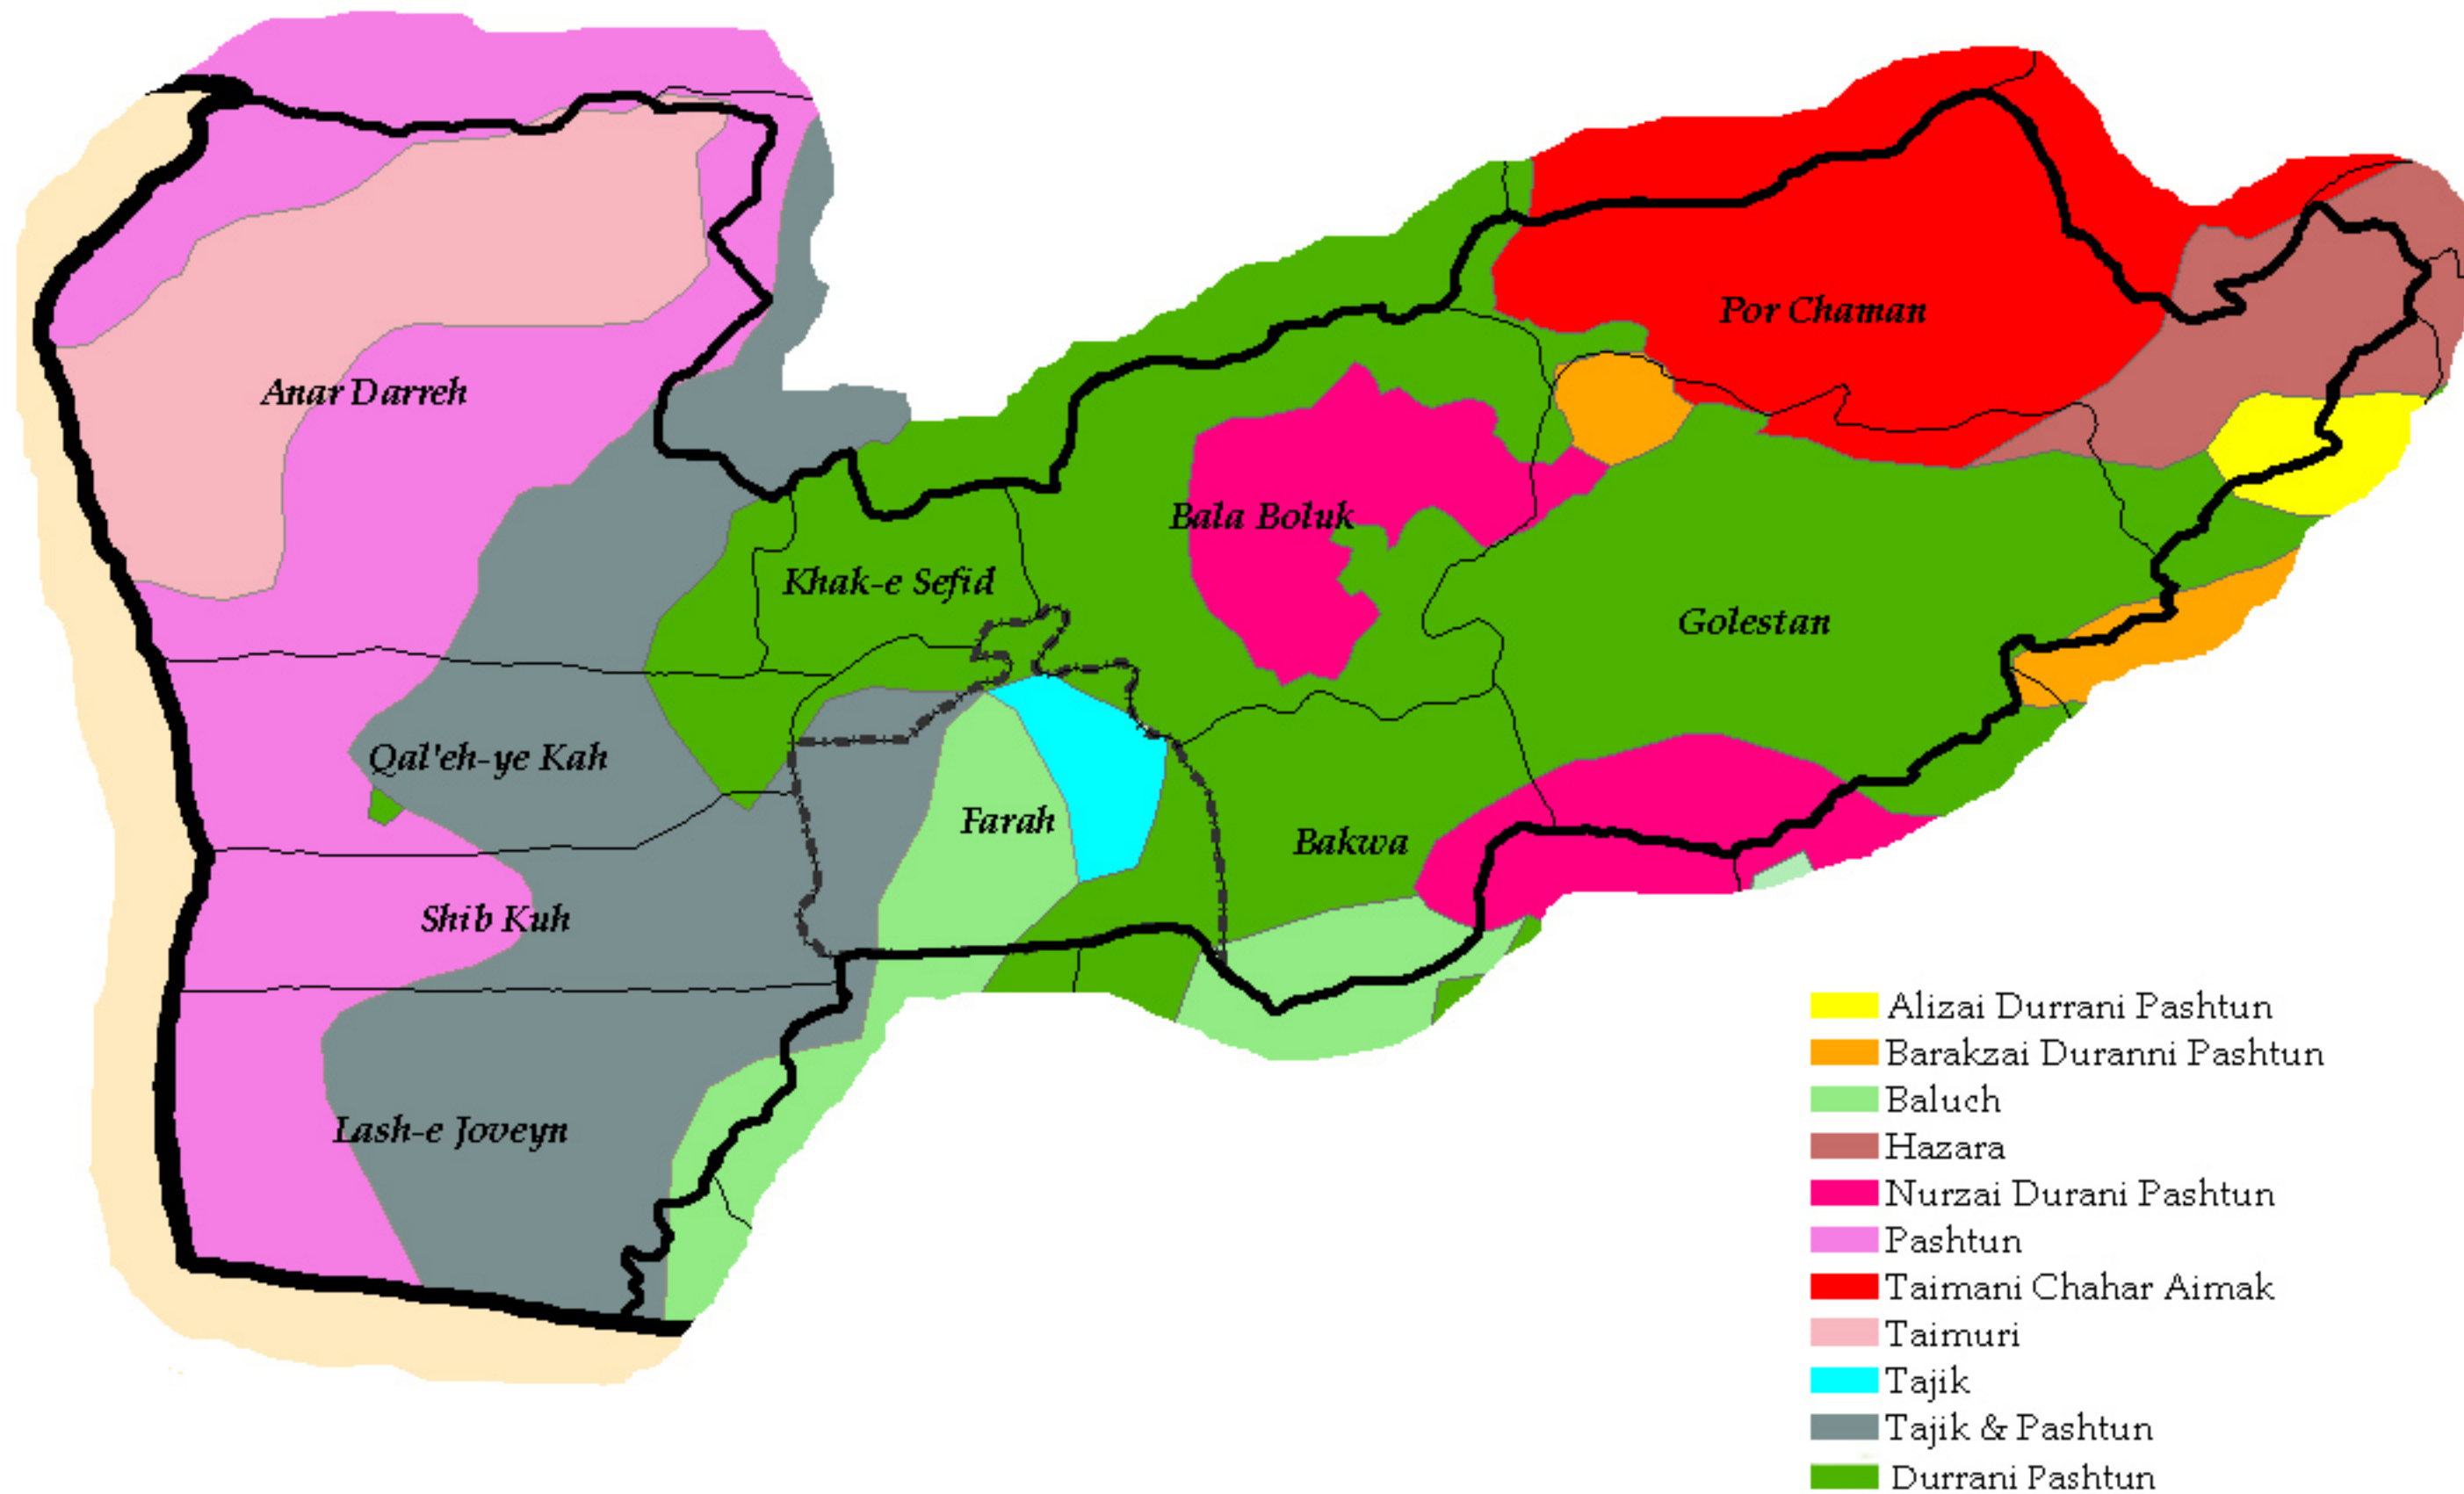 Por Chaman
Anar Darreh
Bala Boluk
Khak-e Sefid
Golestan
Qal'eh-ye Kah
Farah
Bakwa
Shib Kuh
Lash-e Joveyn
Alizai Durrani Pashtun
Barakzai Duranni Pashtun
Baluch
Hazara
Nurzai Durani Pashtun
Pashtun
Taimani Chahar Aimak
Taimuri
Tajik
Tajik & Pashtun
Durrani Pashtun